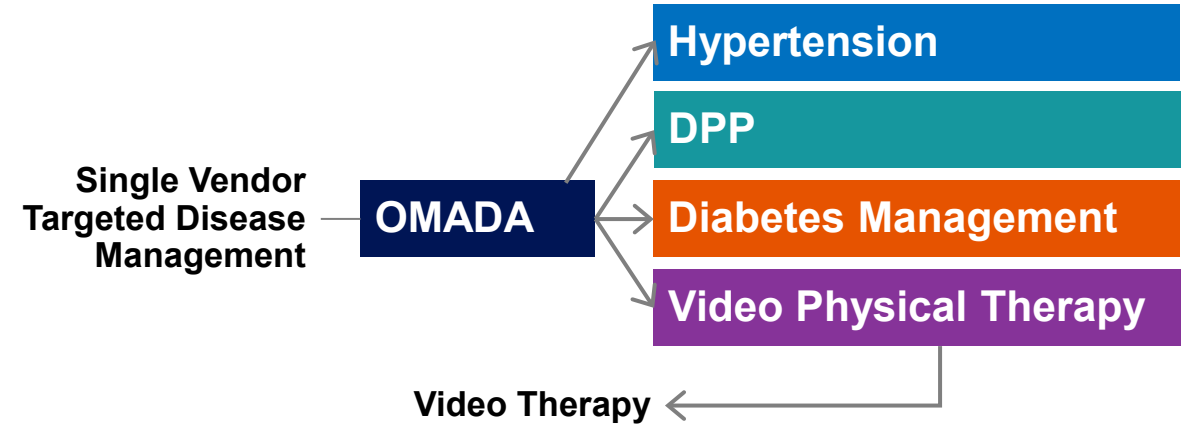 Single Vendor
Targeted Disease
Management
OMADA
Hypertension
DPP
Diabetes Management
Video Physical Therapy
Video Therapy